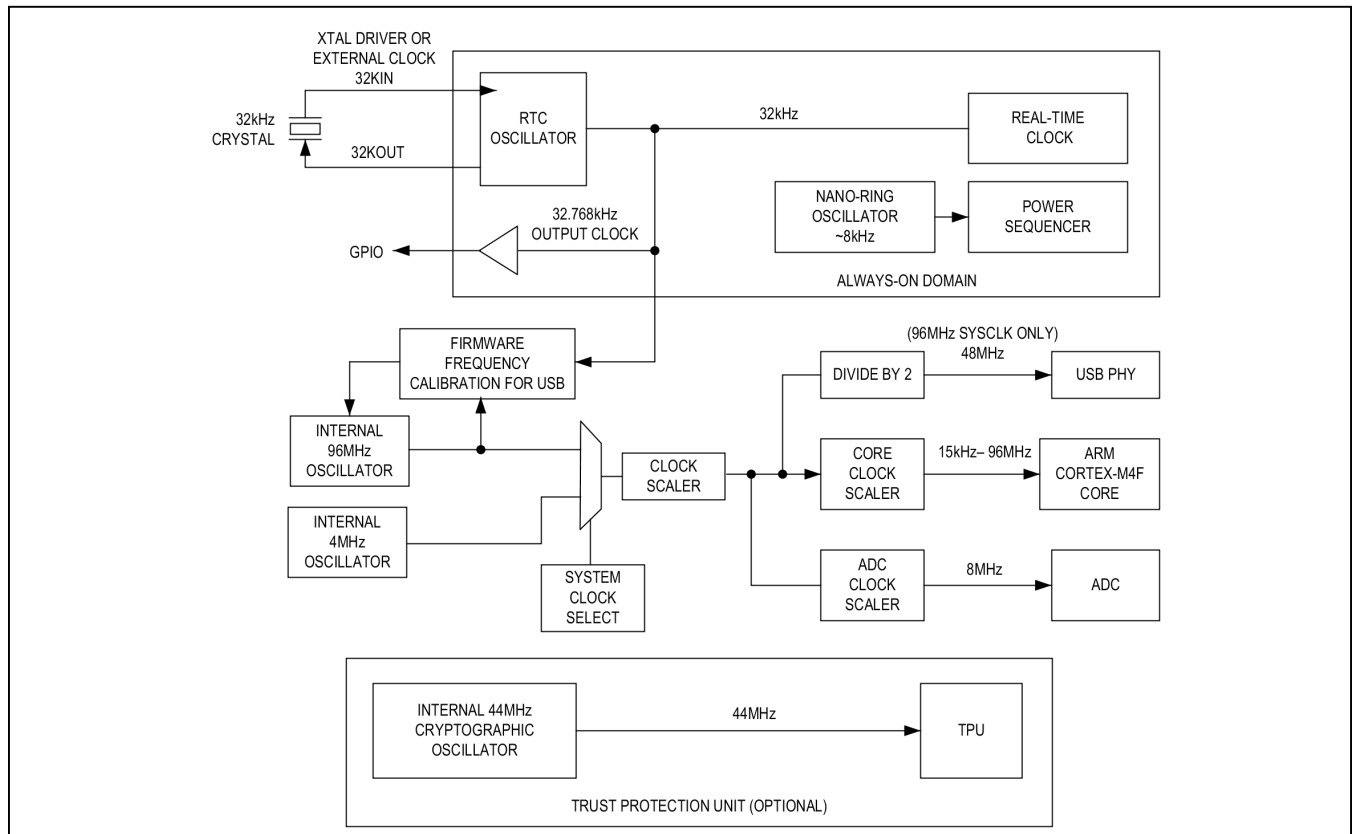 XTAL DRIVER OR
EXTERNAL CLOCK
32KIN
32kHz
CRYSTAL
32KOUT
RTC
OSCILLATOR
32kHz
REAL-TIME
CLOCK
NANO-RING
OSCILLATOR
~8kHz
POWER
SEQUENCER
32.768kHz
OUTPUT CLOCK
GPIO
ALWAYS-ON DOMAIN
FIRMWARE
FREQUENCY
CALIBRATION FOR USB
(96MHz SYSCLK ONLY)
48MHz
DIVIDE BY 2
USB PHY
INTERNAL
96MHz
OSCILLATOR
CLOCK
SCALER
CORE
CLOCK
SCALER
15kHz– 96MHz
ARM
CORTEX-M4F
CORE
INTERNAL
4MHz
OSCILLATOR
SYSTEM
CLOCK
SELECT
ADC
CLOCK
SCALER
8MHz
ADC
INTERNAL 44MHz
CRYPTOGRAPHIC
OSCILLATOR
44MHz
TPU
TRUST PROTECTION UNIT (OPTIONAL)